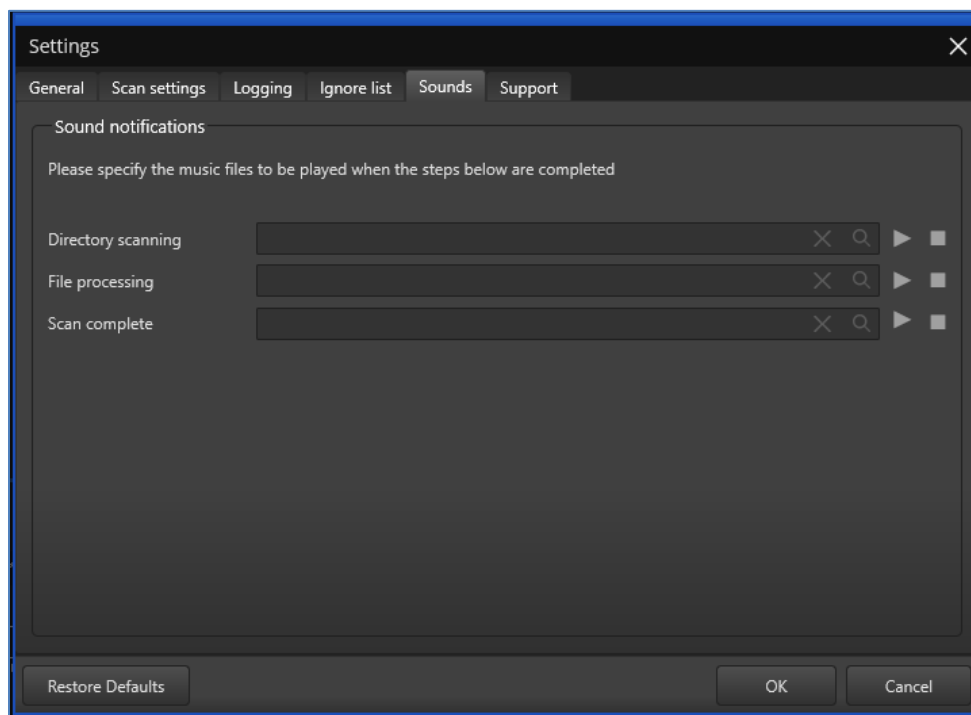 Settings
General Scan settings Logging Ignore list Sounds Support
Sound notifications
Please specify the music files to be played when the steps below are completed
Directory scanning
File processing
Scan complete
Restore Defaults OK Cancel